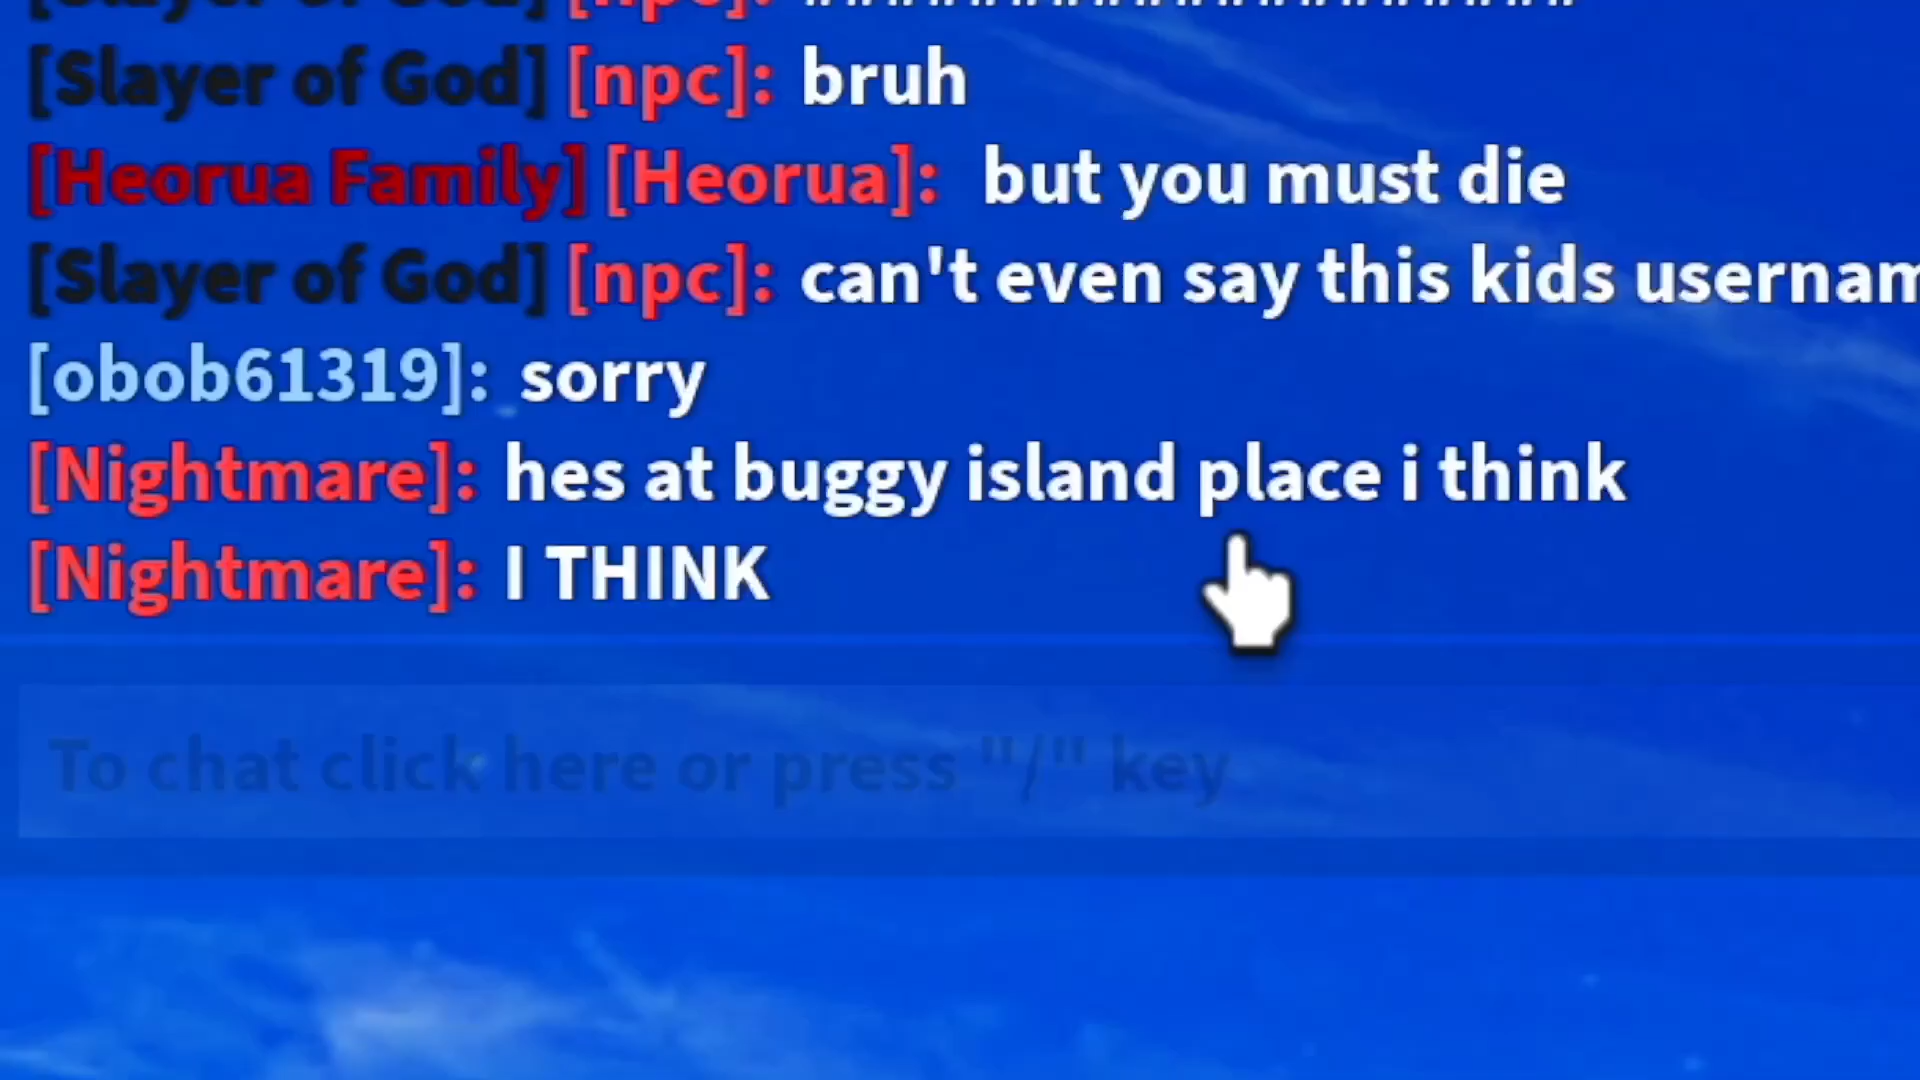 [Slayer of God] [npc]: bruh
[Heorua Family] [Heorua]: but you must die
[Slayer of God] [npc]: can't even say this kids usernam
[obob61319]: sorry
[Nightmare]: hes at buggy island place i think
[Nightmare]: I THINK
To chat click here or press "/" key